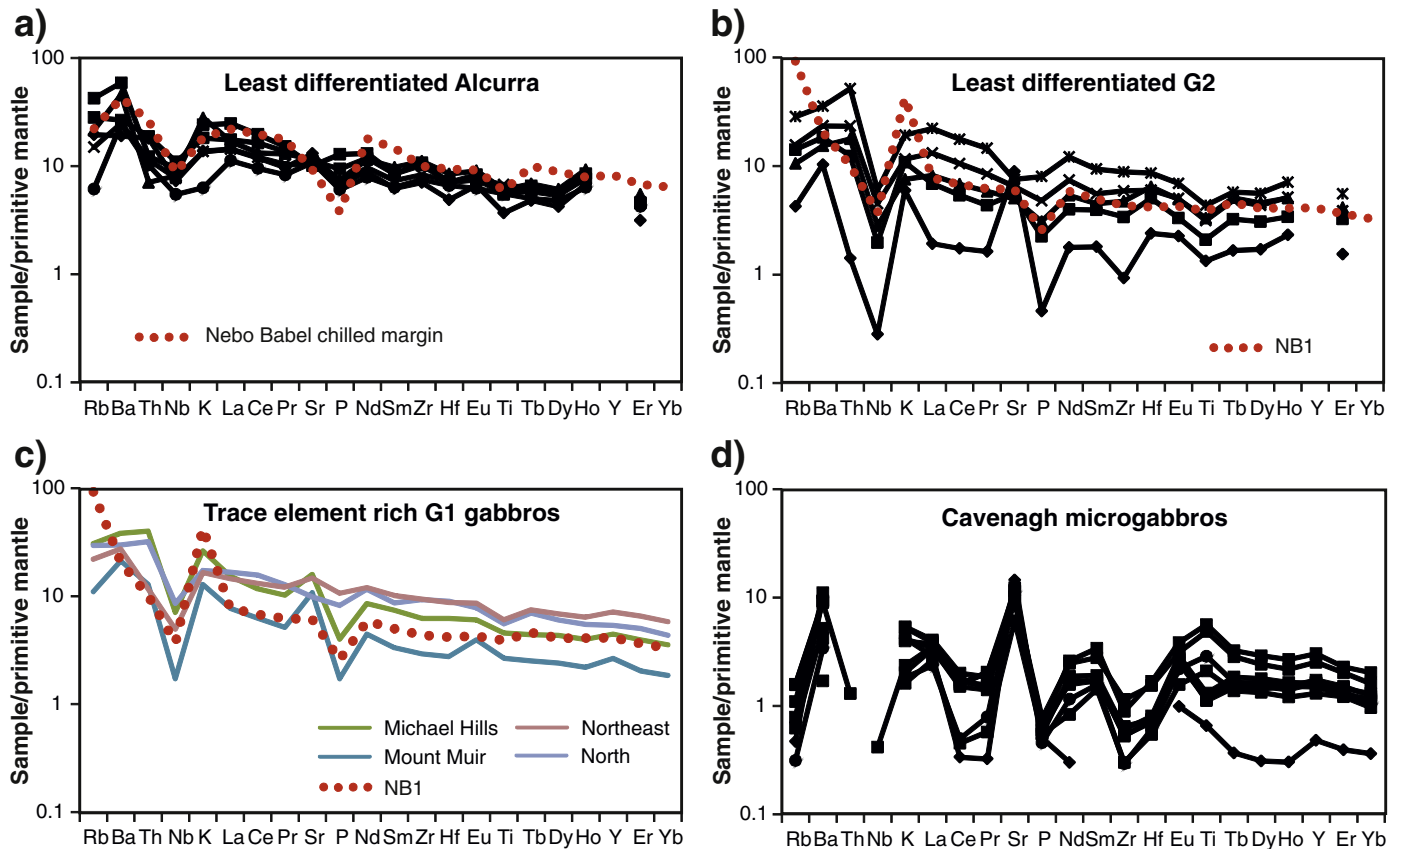 a)
Least differentiated Alcurra
Sample/primitive mantle
100
10
1
0.1
Nebo Babel chilled margin
Rb Ba Th Nb K La Ce Pr Sr P Nd Sm Zr Hf Eu Ti Tb Dy Ho Y Er Yb
b)
Least differentiated G2
Sample/primitive mantle
100
10
1
0.1
NB1
Rb Ba Th Nb K La Ce Pr Sr P Nd Sm Zr Hf Eu Ti Tb Dy Ho Y Er Yb
c)
Trace element rich G1 gabbros
Sample/primitive mantle
100
10
1
0.1
Michael Hills
Northeast
Mount Muir
North
NB1
Rb Ba Th Nb K La Ce Pr Sr P Nd Sm Zr Hf Eu Ti Tb Dy Ho Y Er Yb
d)
Cavenagh microgabbros
Sample/primitive mantle
100
10
1
0.1
Rb Ba Th Nb K La Ce Pr Sr P Nd Sm Zr Hf Eu Ti Tb Dy Ho Y Er Yb